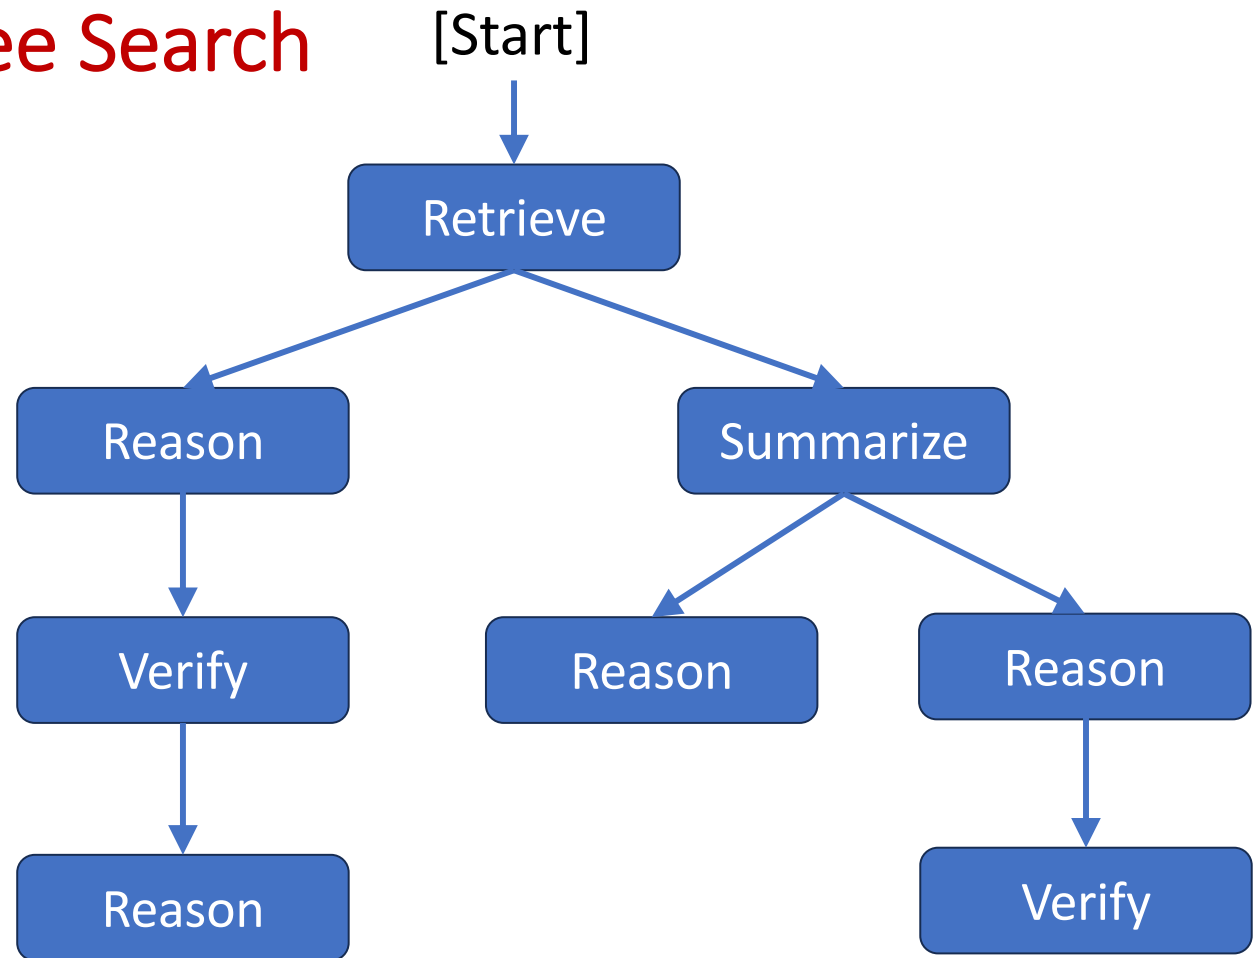 ee Search
[Start]
Retrieve
Reason
Summarize
Verify
Reason
Reason
Reason
Verify